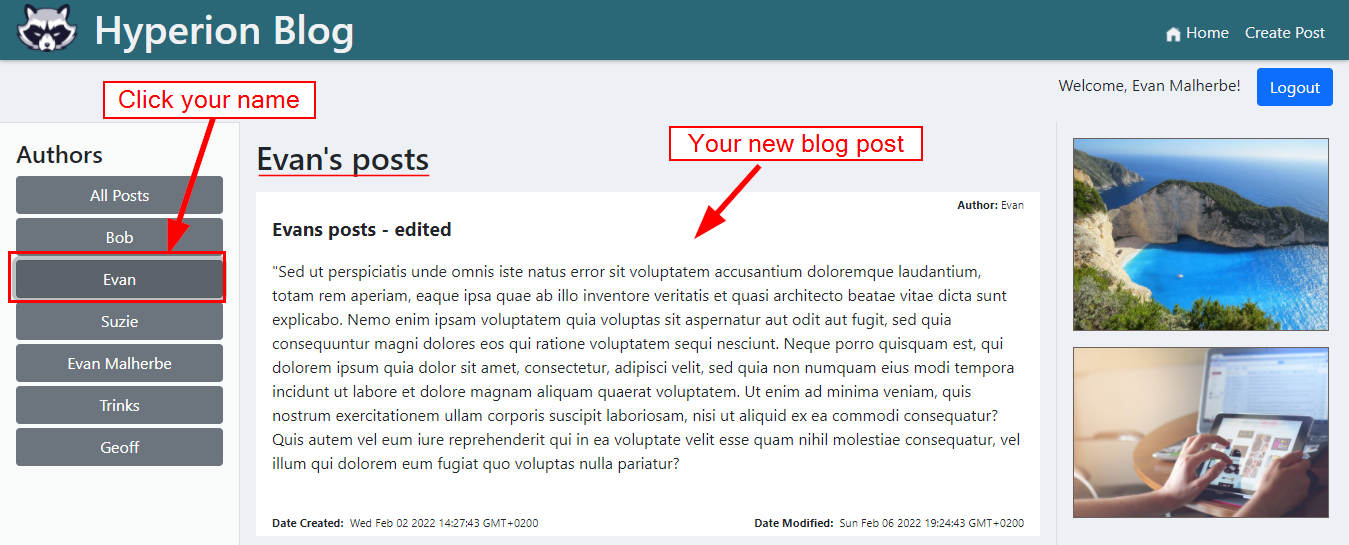 Hyperion Blog
Home Create Post
Welcome, Evan Malherbe! Logout
Click your name
Your new blog post
Authors
All Posts
Bob
Evan
Suzie
Evan Malherbe
Trinks
Geoff
Evan's posts
Author: Evan
Evans posts - edited
"Sed ut perspiciatis unde omnis iste natus error sit voluptatem accusantium doloremque laudantium,
totam rem aperiam, eaque ipsa quae ab illo inventore veritatis et quasi architecto beatae vitae dicta sunt
explicabo. Nemo enim ipsam voluptatem quia voluptas sit aspernatur aut odit aut fugit, sed quia
consequuntur magni dolores eos qui ratione voluptatem sequi nesciunt. Neque porro quisquam est, qui
dolorem ipsum quia dolor sit amet, consectetur, adipisci velit, sed quia non numquam eius modi tempora
incidunt ut labore et dolore magnam aliquam quaerat voluptatem. Ut enim ad minima veniam, quis
nostrum exercitationem ullam corporis suscipit laboriosam, nisi ut aliquid ex ea commodi consequatur?
Quis autem vel eum iure reprehenderit qui in ea voluptate velit esse quam nihil molestiae consequatur, vel
illum qui dolorem eum fugiat quo voluptas nulla pariatur?
Date Created: Wed Feb 02 2022 14:27:43 GMT+0200
Date Modified: Sun Feb 06 2022 19:24:43 GMT+0200